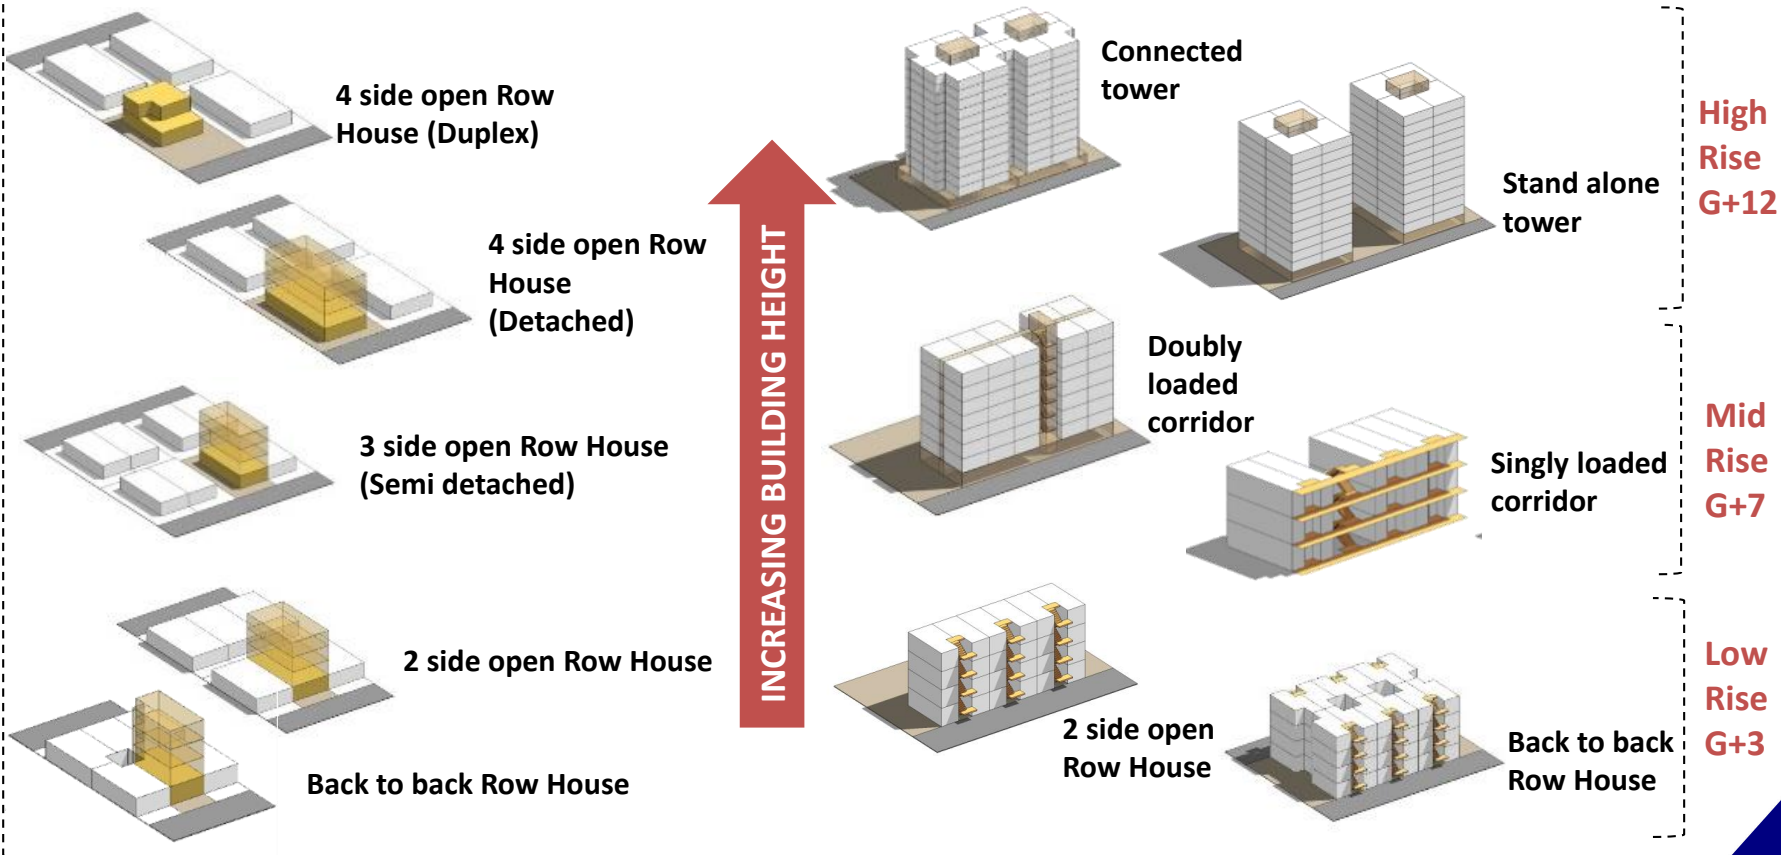 4 side open Row
House (Duplex)
4 side open Row
House
(Detached)
3 side open Row House
(Semi detached)
2 side open Row House
Back to back Row House
INCREASING BUILDING HEIGHT
Connected
tower
Stand alone
tower
High
Rise
G+12
Doubly
loaded
corridor
Singly loaded
corridor
Mid
Rise
G+7
2 side open
Row House
Back to back
Row House
Low
Rise
G+3